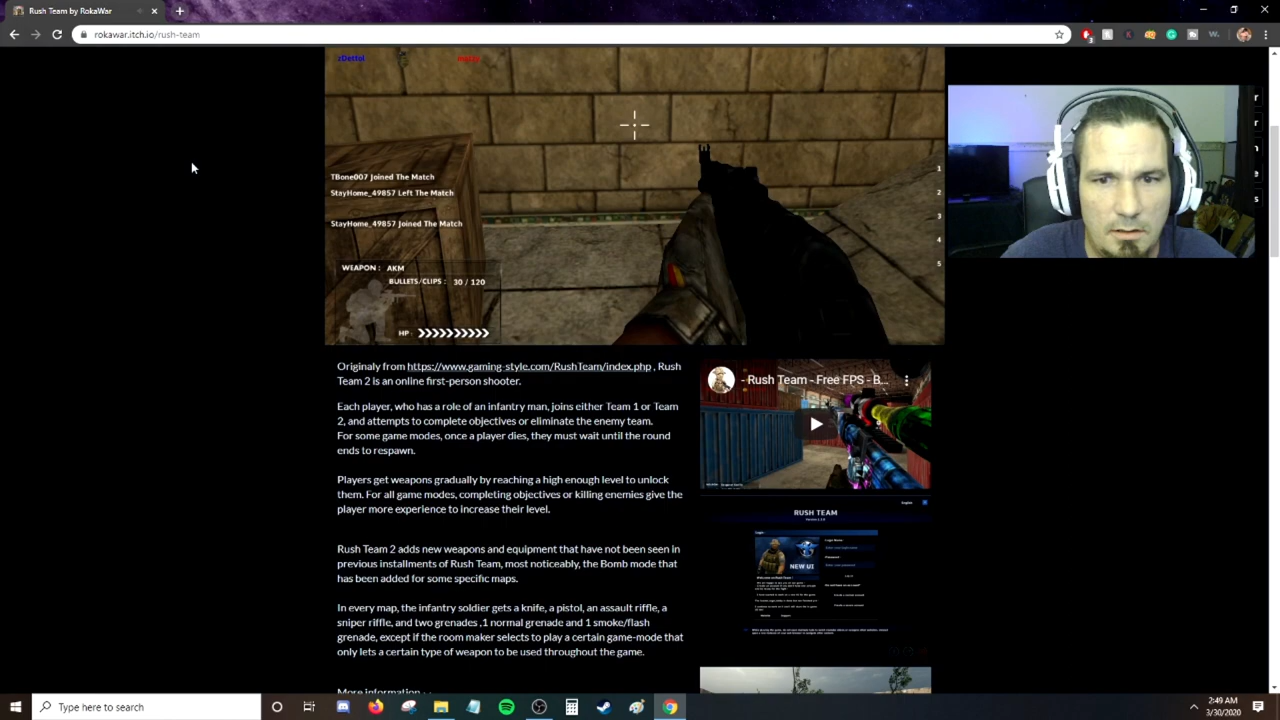 Rush Team by RokaWar
rokawar.itch.io/rush-team
zDettol
TBone007 Joined The Match
StayHome_49857 Left The Match
StayHome_49857 Joined The Match
1
2
3
4
5
WEAPON : AKM
BULLETS/CLIPS : 30 / 120
HP :
Originaly from https://www.gaming-style.com/RushTeam/index.php , Rush
Team 2 is an online first-person shooter.
Each player, who has a role of an infantry man, joins either Team 1 or Team
2, and attempts to complete objectives or eliminate the enemy team.
For some game modes, once a player dies, they must wait until the round
ends to respawn.
Players get weapons gradually by reaching a high enough level to unlock
them. For all game modes, completing objectives or killing enemies give the
player more experience to increase their level.
Rush Team 2 adds new weapons and equipment that have not been seen in
previous installments of Rush Team, most noticeably, the Bomb mode that
has been added for some specific maps.
In every map, the infantry soldier gets a knife, a pistol, an assault rifle, a
sniper rifle, and two grenades ,1 normal grenade and 1 smoke/flash
grenade, except if the room maker selects to play a certain game-mode that
only lets a certain type of weapon to be used throughout the game.
More information
- Rush Team - Free FPS - B...
English
RUSH TEAM
NEW UI
Type here to search
2:49 AM
3/30/2020